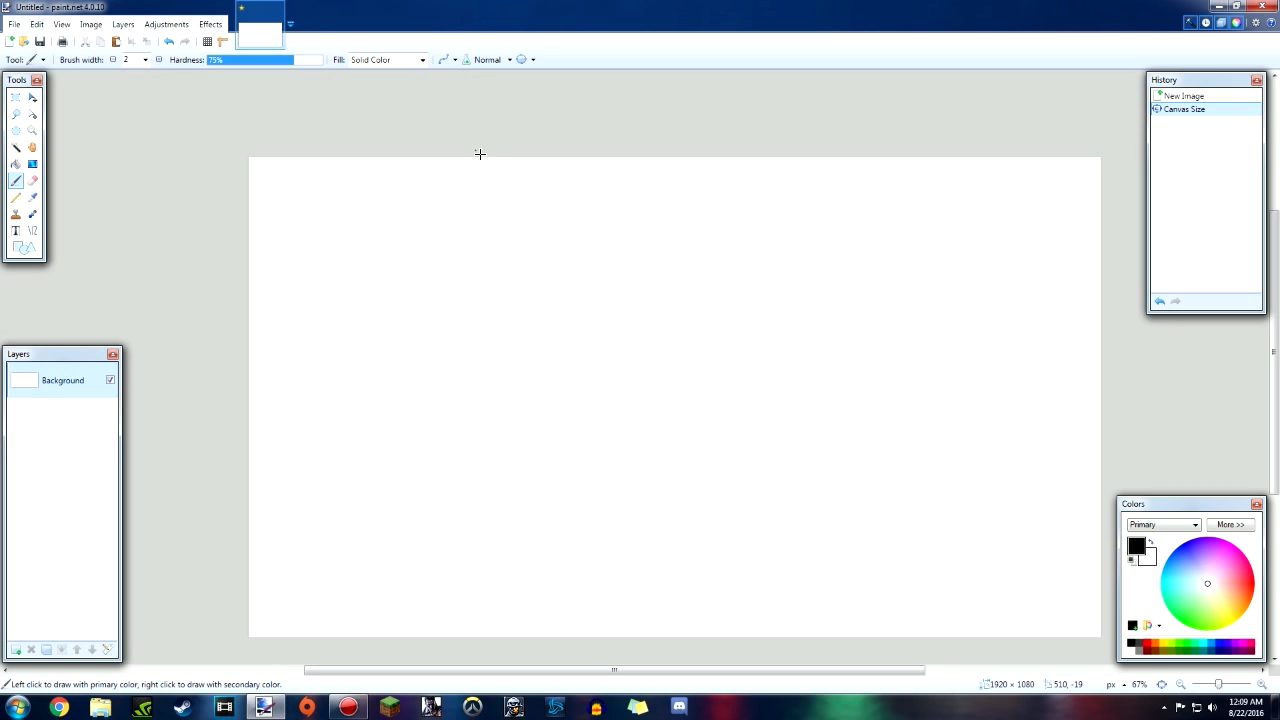 Untitled - paint.net 4.0.10
File Edit View Image Layers Adjustments Effects
Tool: Brush width: 2 Hardness: 75% Fill: Solid Color Normal
Tools
History
New Image
Canvas Size
Layers
Background
Colors
Primary More >>
Left click to draw with primary color, right click to draw with secondary color. 1920 × 1080 510, -19 px 67%
12:09 AM
8/22/2016